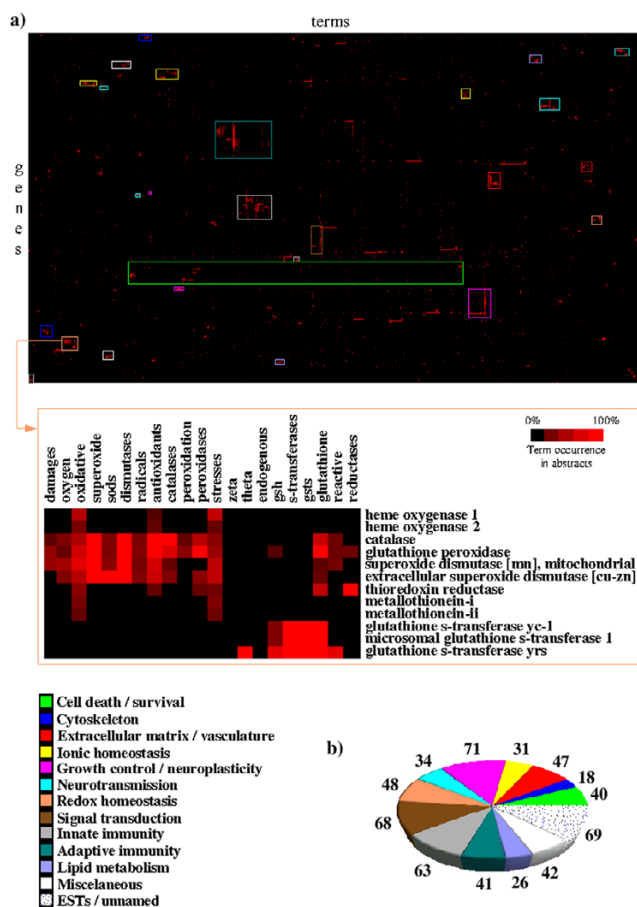 a)
terms
genes
0% 100%
Term occurrence
in abstracts
damages
oxygen
oxidative
superoxide
sods
dismutases
radicals
antioxidants
catalases
peroxidation
peroxidases
stresses
zeta
theta
endogenous
gsh
s-transferases
gsts
glutathione
reactive
reductases
heme oxygenase 1
heme oxygenase 2
catalase
glutathione peroxidase
superoxide dismutase [mn], mitochondrial
extracellular superoxide dismutase [cu-zn]
thioredoxin reductase
metallothionein-i
metallothionein-ii
glutathione s-transferase yc-1
microsomal glutathione s-transferase 1
glutathione s-transferase yrs
Cell death / survival
Cytoskeleton
Extracellular matrix / vasculature
Ionic homeostasis
Growth control / neuroplasticity
Neurotransmission
Redox homeostasis
Signal transduction
Innate immunity
Adaptive immunity
Lipid metabolism
Miscelaneous
ESTs / unnamed
b)
71
31
47
18
40
69
42
26
41
63
68
48
34